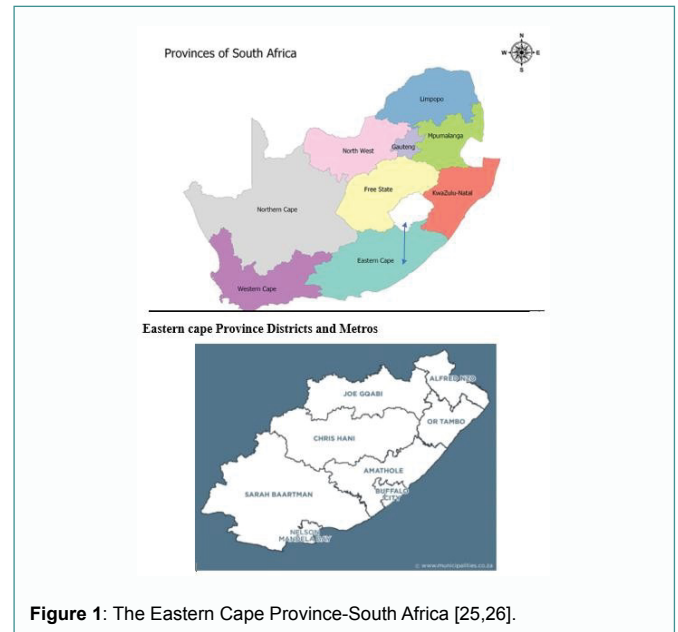 Provinces of South Africa
N
W
E
S
Limpopo
Mpumalanga
North West
Gauteng
Free State
KwaZulu-Natal
Northern Cape
Eastern Cape
Western Cape
Eastern cape Province Districts and Metros
ALFRED NZO
JOE GQABI
OR TAMBO
CHRIS HANI
AMATHOLE
SARAH BAARTMAN
BUFFALO
CITY
NELSON
MANDELA BAY
© www.municipalities.co.za
Figure 1: The Eastern Cape Province-South Africa [25,26].